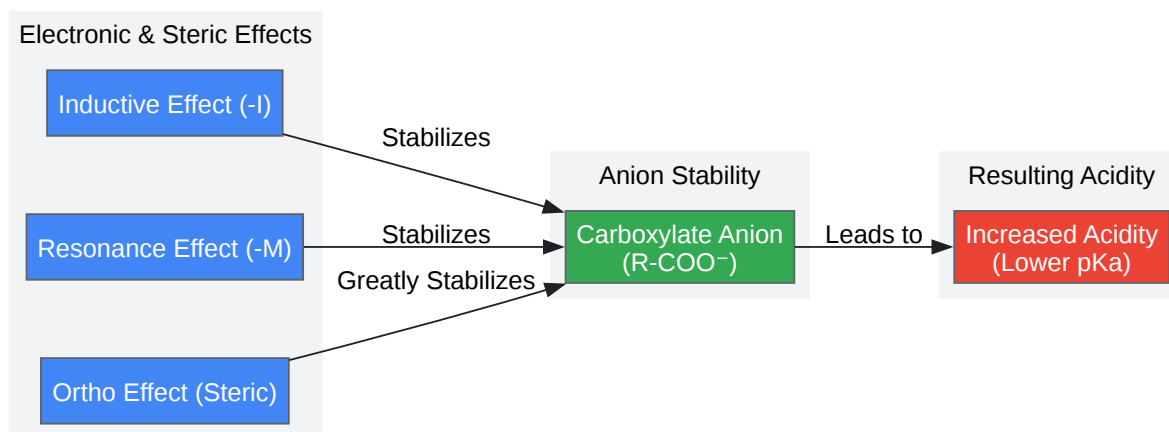 Electronic & Steric Effects
Inductive Effect (-I)
Stabilizes
Anion Stability
Resulting Acidity
Resonance Effect (-M)
Stabilizes
Carboxylate Anion
(R-COO⁻)
Leads to
Increased Acidity
(Lower pKa)
Greatly Stabilizes
Ortho Effect (Steric)